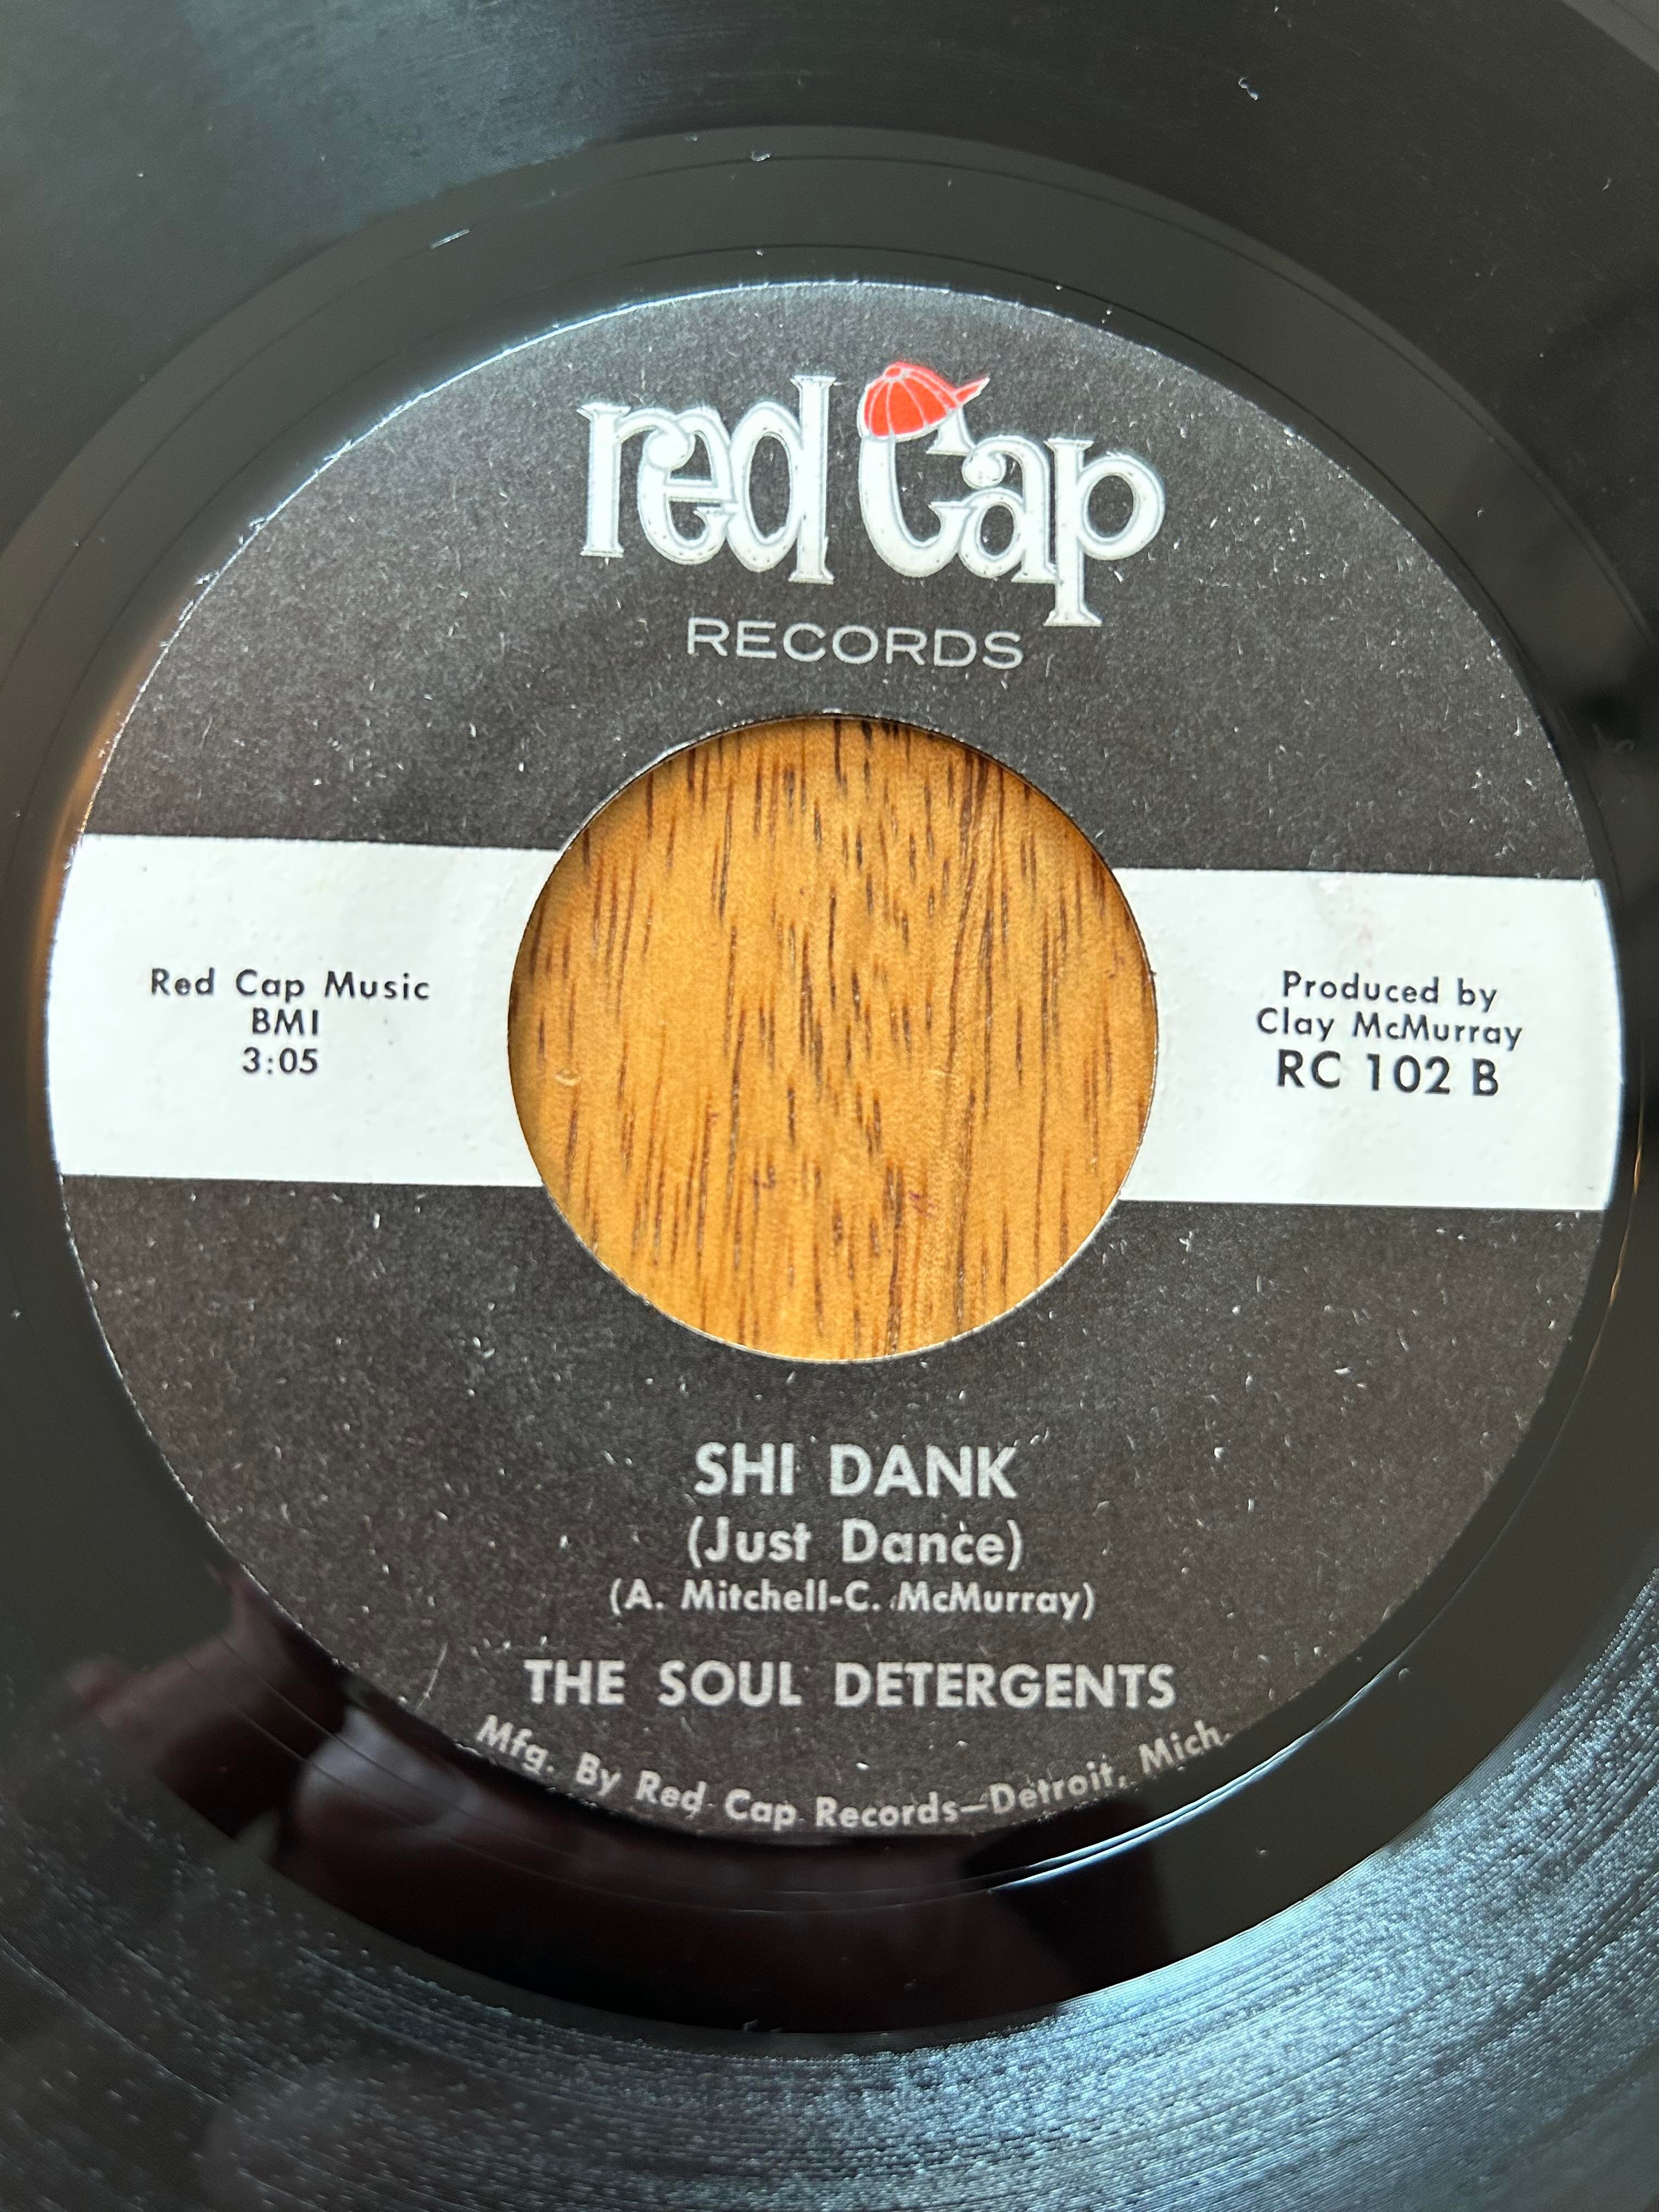 red Cap
RECORDS
Red Cap Music
BMI
3:05
Produced by
Clay McMurray
RC 102 B
SHI DANK
(Just Dance)
(A. Mitchell-C. McMurray)
THE SOUL DETERGENTS
Mfg. By Red Cap Records—Detroit, Mich.